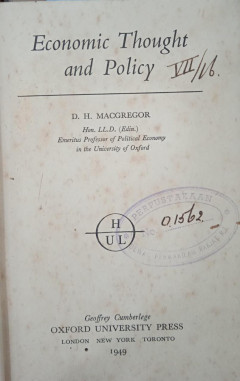 Economic Thought
and Policy
VII/16.
D. H. MACGREGOR
Hon. LL.D. (Edin.)
Emeritus Professor of Political Economy
in the University of Oxford
H
UL
01562
Geoffrey Cumberlege
OXFORD UNIVERSITY PRESS
LONDON NEW YORK TORONTO
1949